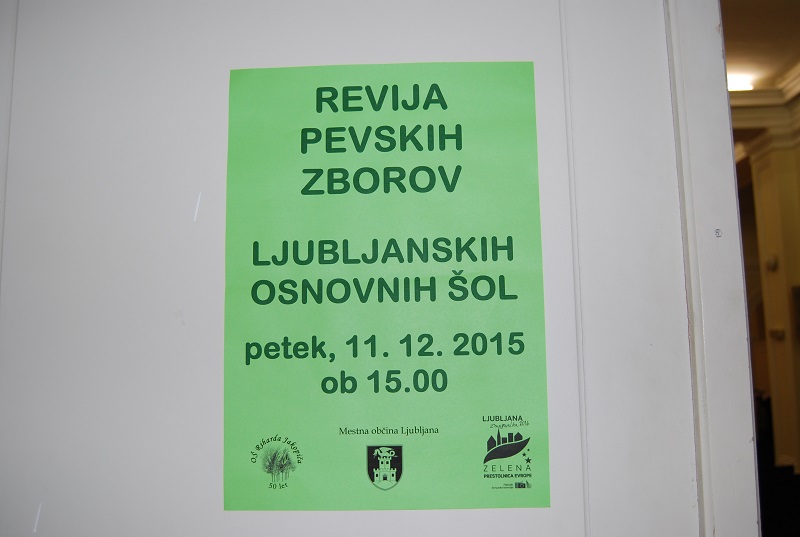 REVIJA
PEVSKIH
ZBOROV
LJUBLJANSKIH
OSNOVNIH ŠOL
petek, 11. 12. 2015
ob 15.00
OŠ Riharda Jakopiča
50 let
Mestna občina Ljubljana
LJUBLJANA
ZELENA
PRESTOLNICA EVROPE